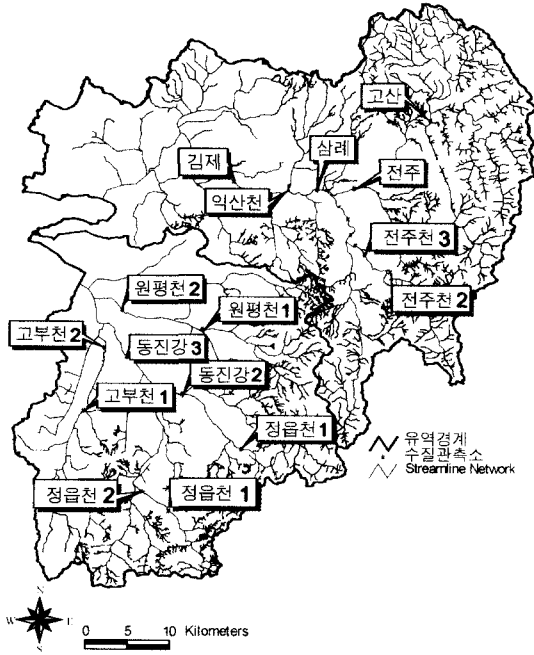 고산
삼례
김제
전주
익산천
전주천 3
원평천 2
전주천 2
원평천 1
고부천 2
동진강 3
동진강 2
고부천 1
정읍천 1
유역경계
수질관측소
Streamline Network
정읍천 2
정읍천 1
N
W E
S
0 5 10 Kilometers